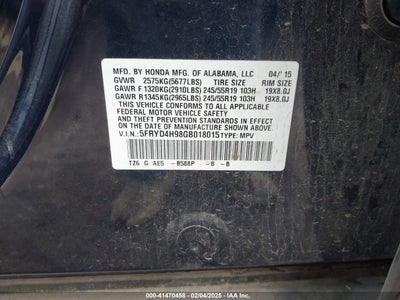 MFD. BY HONDA MFG. OF ALABAMA, LLC 04/'15
GVWR 2575KG(5677LBS) TIRE SIZE RIM SIZE
GAWR F 1320KG(2910LBS) 245/55R19 103H 19X8.0J
GAWR R1345KG(2965LBS) 245/55R19 103H 19X8.0J
THIS VEHICLE CONFORMS TO ALL APPLICABLE
FEDERAL MOTOR VEHICLE SAFETY AND
THEFT PREVENTION STANDARDS IN EFFECT ON
THE DATE OF MANUFACTURE SHOWN ABOVE.
V.I.N.:5FRYD4H98GB018015 TYPE: MPV
TZ6 G AE5 -B588P -B -B
© IAA 000-41470458 - 02/04/2025 - © IAA